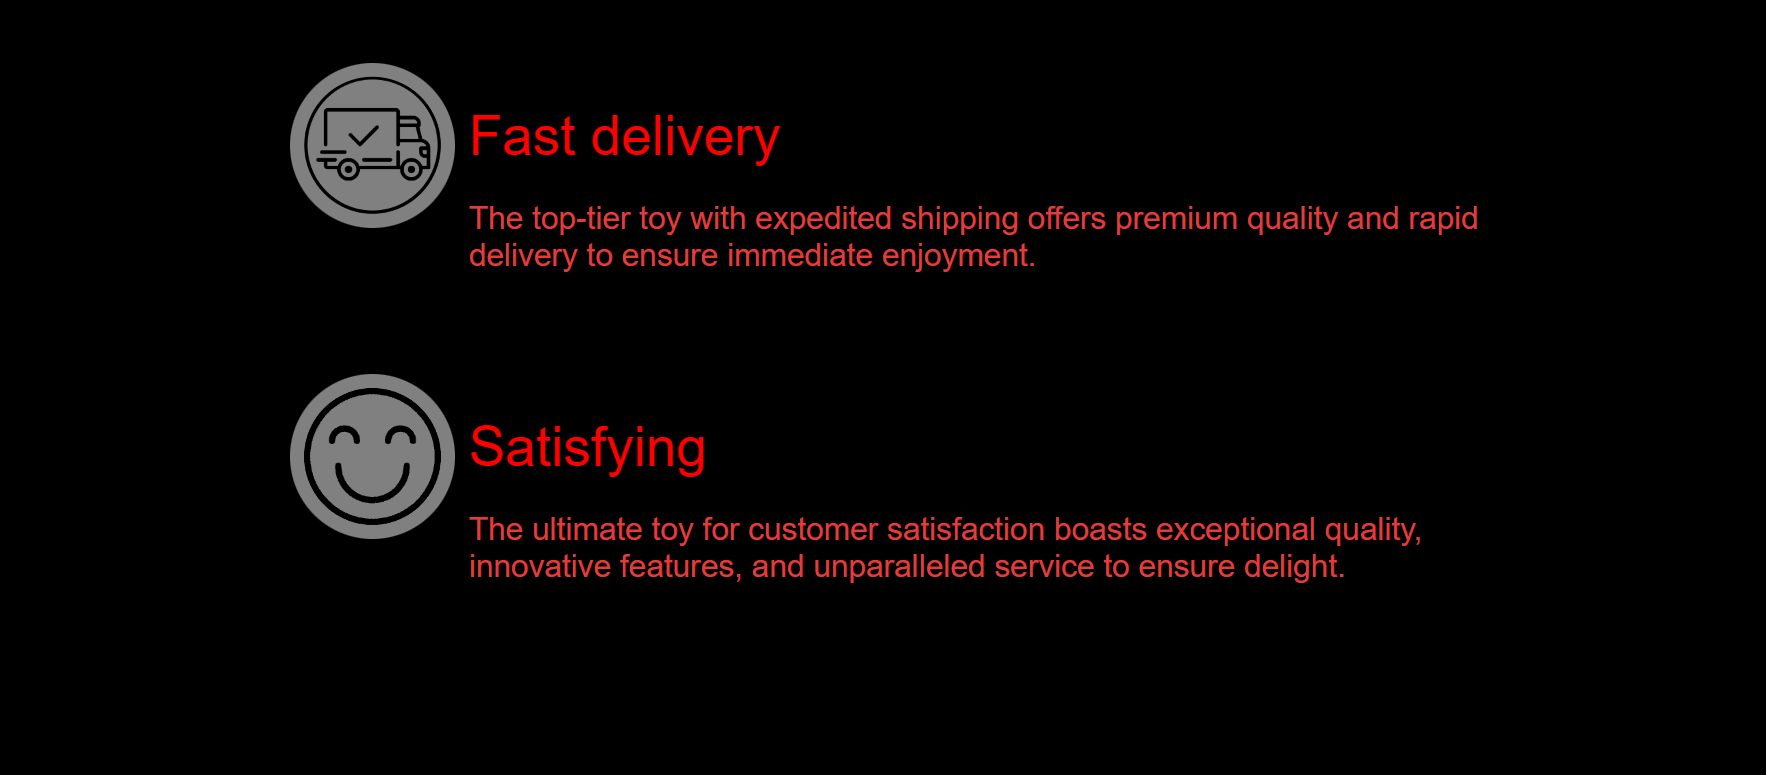 Fast delivery
The top-tier toy with expedited shipping offers premium quality and rapid
delivery to ensure immediate enjoyment.
Satisfying
The ultimate toy for customer satisfaction boasts exceptional quality,
innovative features, and unparalleled service to ensure delight.